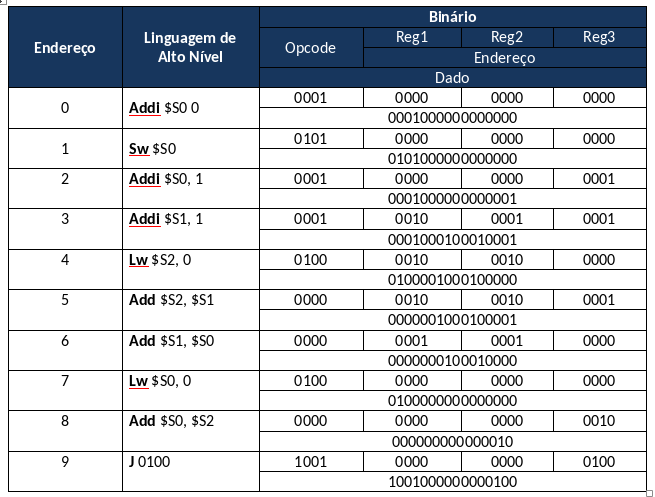 Endereço Linguagem de Alto Nível Binário
Opcode Reg1 Reg2 Reg3
Endereço
Dado
0 Addi $S0 0 0001 0000 0000 0000
0001000000000000
1 Sw $S0 0101 0000 0000 0000
0101000000000000
2 Addi $S0, 1 0001 0000 0000 0001
0001000000000001
3 Addi $S1, 1 0001 0010 0001 0001
0001000100010001
4 Lw $S2, 0 0100 0010 0010 0000
0100001000100000
5 Add $S2, $S1 0000 0010 0010 0001
0000001000100001
6 Add $S1, $S0 0000 0001 0001 0000
0000000100010000
7 Lw $S0, 0 0100 0000 0000 0000
0100000000000000
8 Add $S0, $S2 0000 0000 0000 0010
000000000000010
9 J 0100 1001 0000 0000 0100
1001000000000100